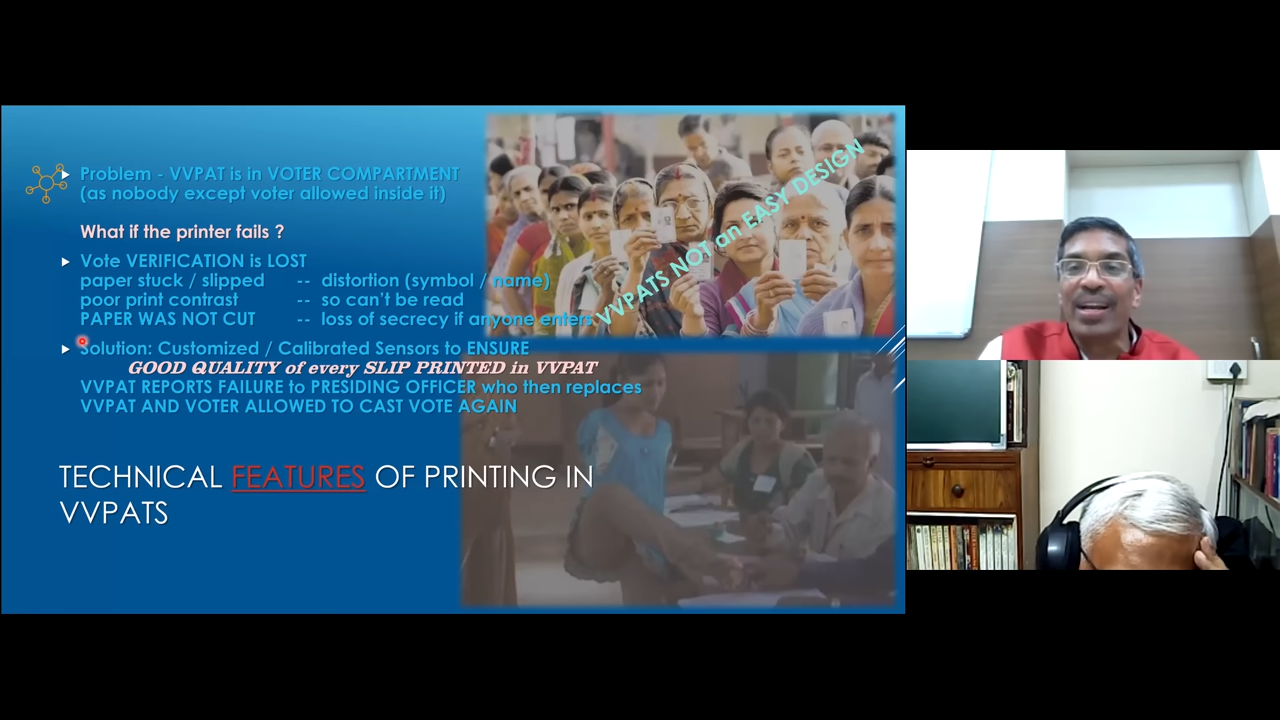 Problem - VVPAT is in VOTER COMPARTMENT
(as nobody except voter allowed inside it)
What if the printer fails ?
Vote VERIFICATION is LOST
paper stuck / slipped -- distortion (symbol / name)
poor print contrast -- so can't be read
PAPER WAS NOT CUT -- loss of secrecy if anyone enters
Solution: Customized / Calibrated Sensors to ENSURE
GOOD QUALITY of every SLIP PRINTED in VVPAT
VVPAT REPORTS FAILURE to PRESIDING OFFICER who then replaces
VVPAT AND VOTER ALLOWED TO CAST VOTE AGAIN
VVPATS NOT an EASY DESIGN
TECHNICAL FEATURES OF PRINTING IN
VVPATS